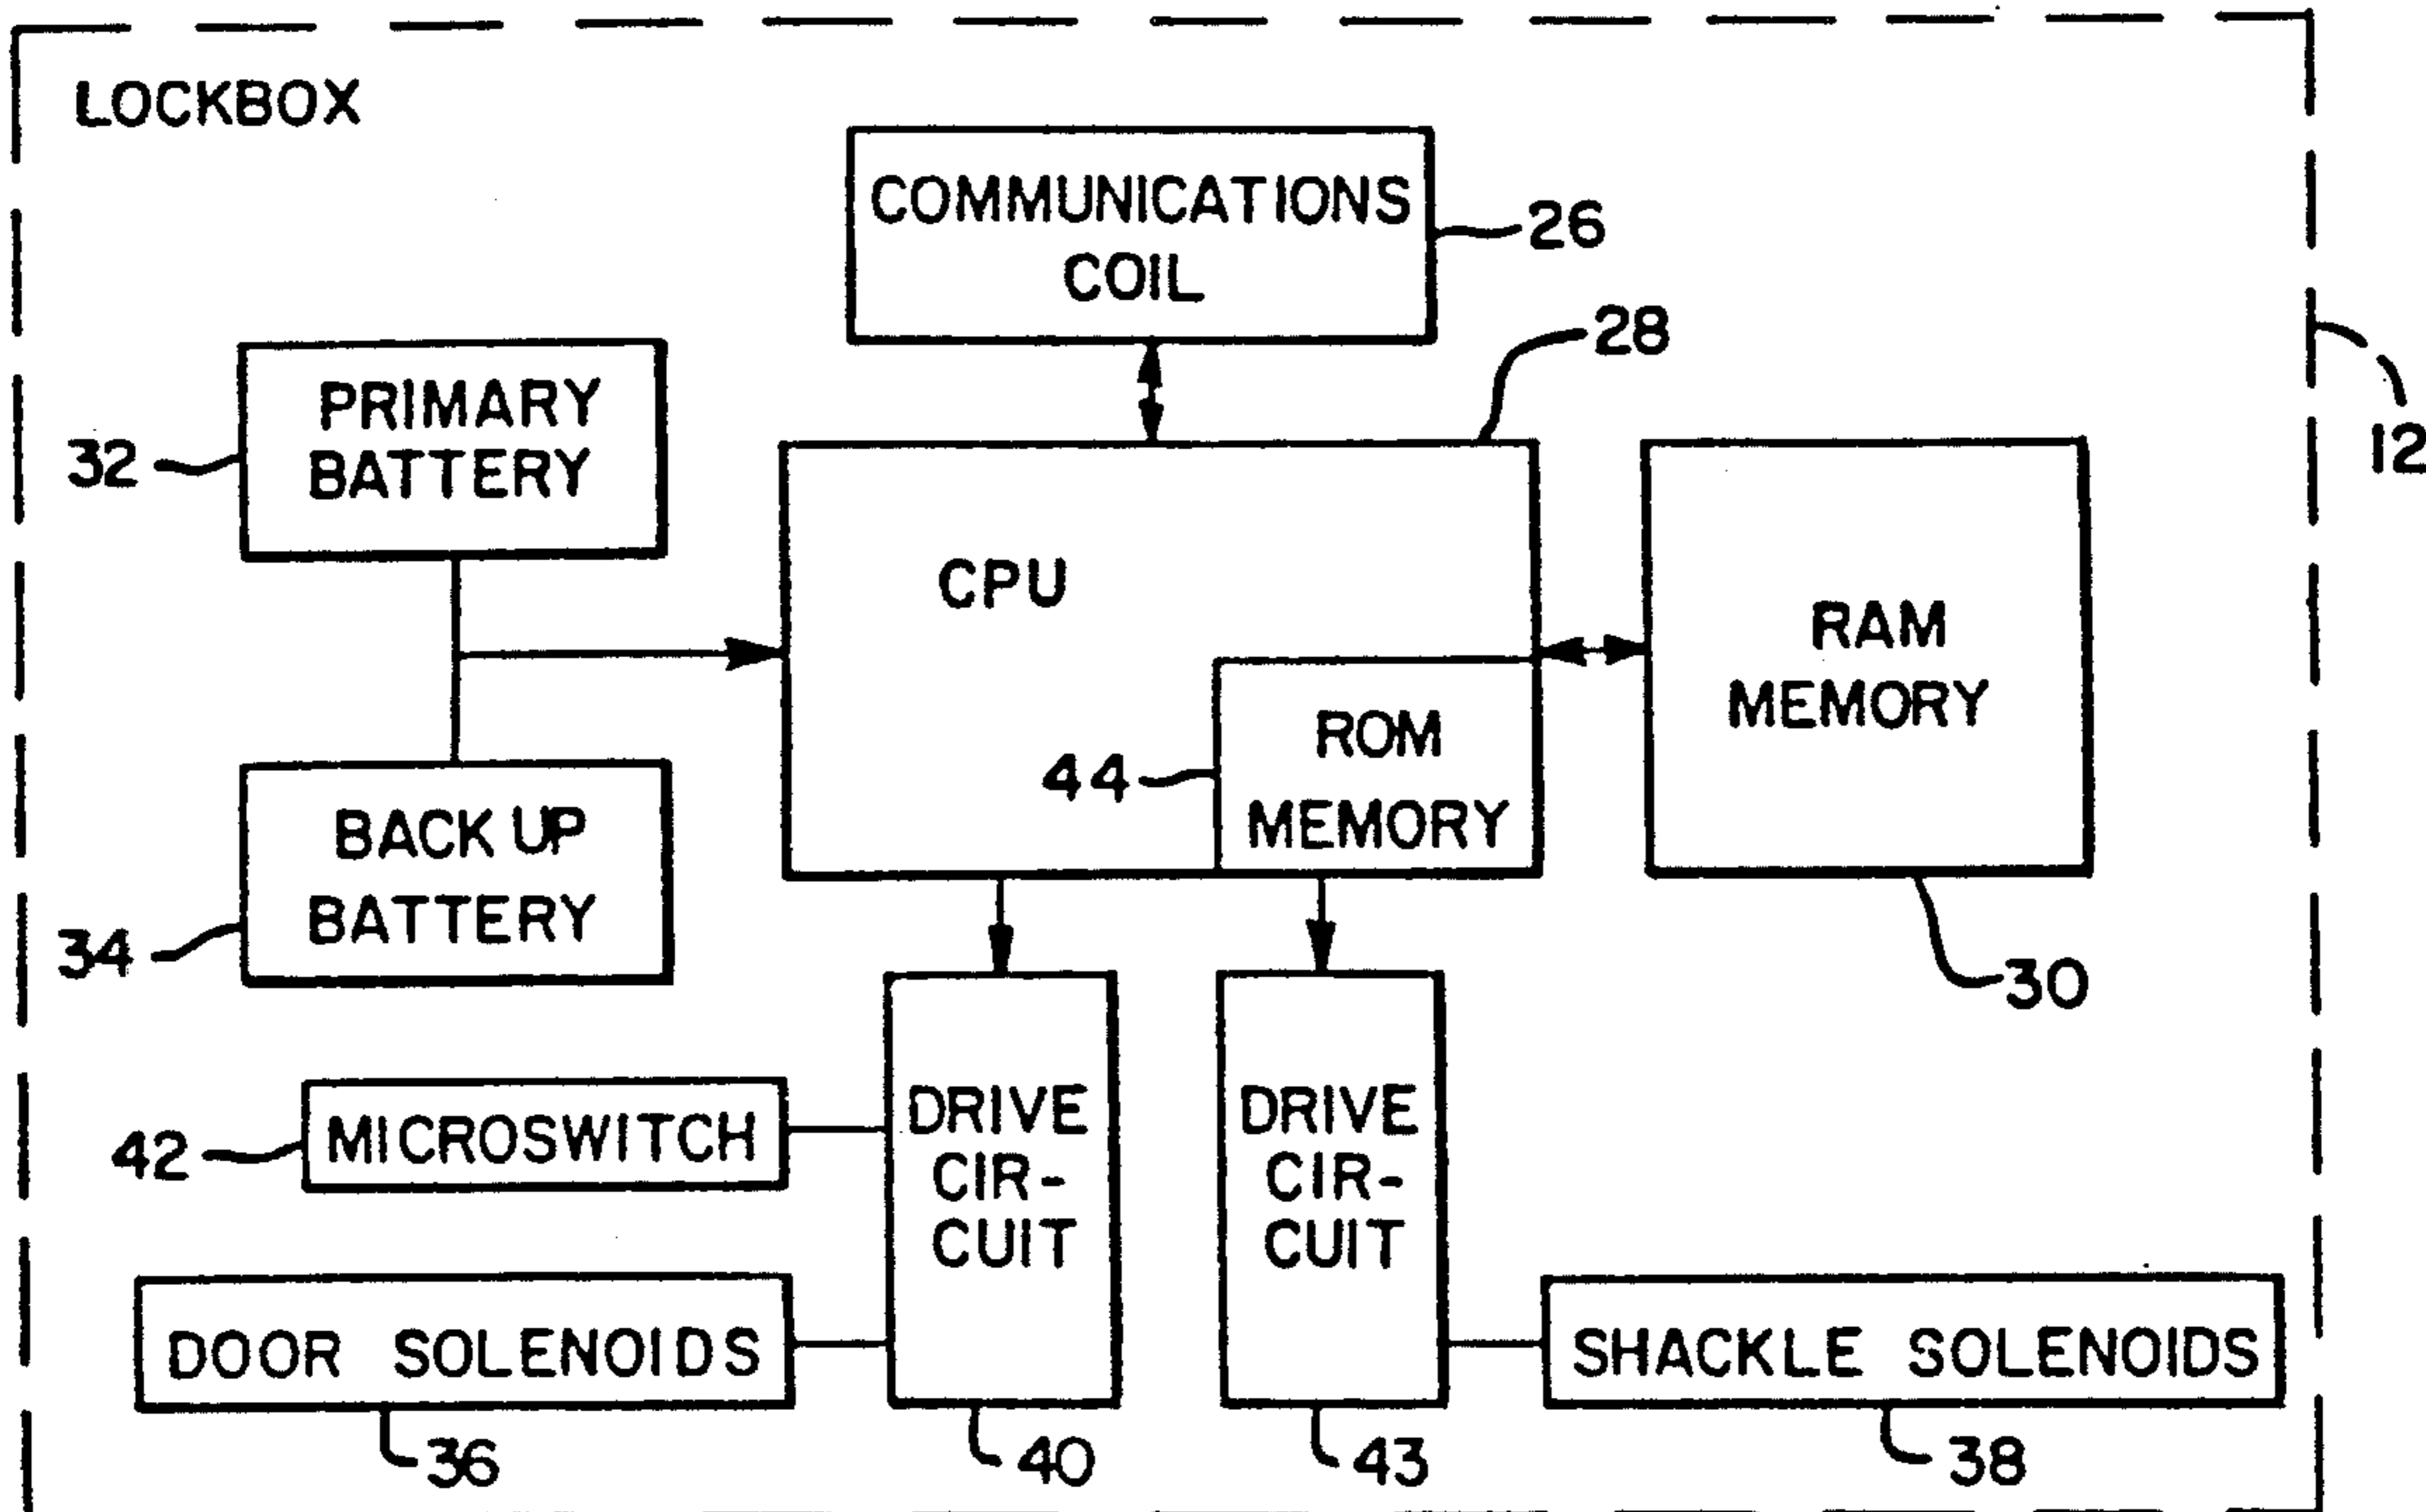 LOCKBOX
COMMUNICATIONS
COIL
26
28
12
PRIMARY
BATTERY
32
CPU
RAM
MEMORY
ROM
MEMORY
44
BACK UP
BATTERY
34
30
MICROSWITCH
42
DRIVE
CIR-
CUIT
DRIVE
CIR-
CUIT
DOOR SOLENOIDS
SHACKLE SOLENOIDS
36
40
43
38